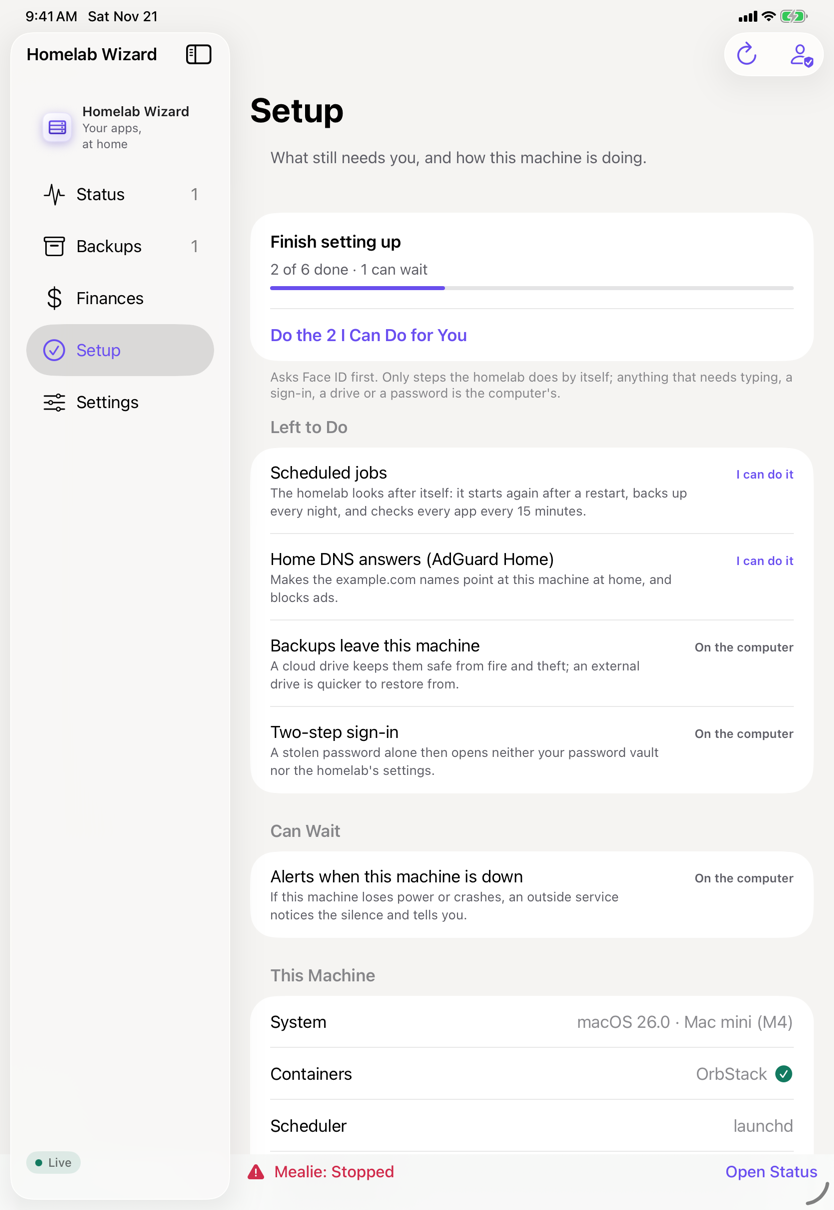 9:41 AM Sat Nov 21
Homelab Wizard
Homelab Wizard
Your apps,
at home
Status 1
Backups 1
Finances
Setup
Settings
Live
Setup
What still needs you, and how this machine is doing.
Finish setting up
2 of 6 done · 1 can wait
Do the 2 I Can Do for You
Asks Face ID first. Only steps the homelab does by itself; anything that needs typing, a
sign-in, a drive or a password is the computer's.
Left to Do
Scheduled jobs
I can do it
The homelab looks after itself: it starts again after a restart, backs up
every night, and checks every app every 15 minutes.
Home DNS answers (AdGuard Home)
I can do it
Makes the example.com names point at this machine at home, and
blocks ads.
Backups leave this machine
On the computer
A cloud drive keeps them safe from fire and theft; an external
drive is quicker to restore from.
Two-step sign-in
On the computer
A stolen password alone then opens neither your password vault
nor the homelab's settings.
Can Wait
Alerts when this machine is down
On the computer
If this machine loses power or crashes, an outside service
notices the silence and tells you.
This Machine
System macOS 26.0 · Mac mini (M4)
Containers OrbStack
Scheduler launchd
Mealie: Stopped
Open Status